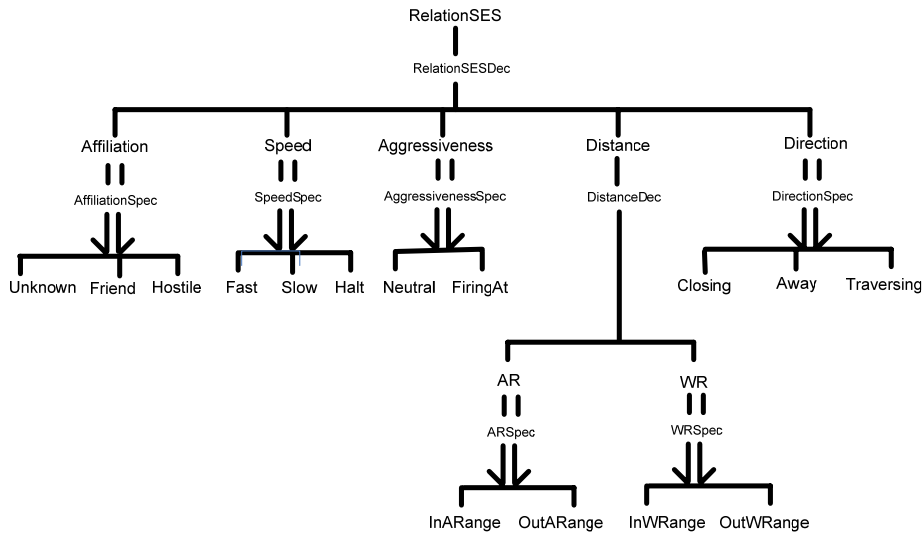 RelationSES
RelationSESDec
Affiliation Speed Aggressiveness Distance Direction
AffiliationSpec SpeedSpec AggressivenessSpec DistanceDec DirectionSpec
Unknown Friend Hostile Fast Slow Halt Neutral FiringAt Closing Away Traversing
AR WR
ARSpec WRSpec
InARange OutARange InWRange OutWRange